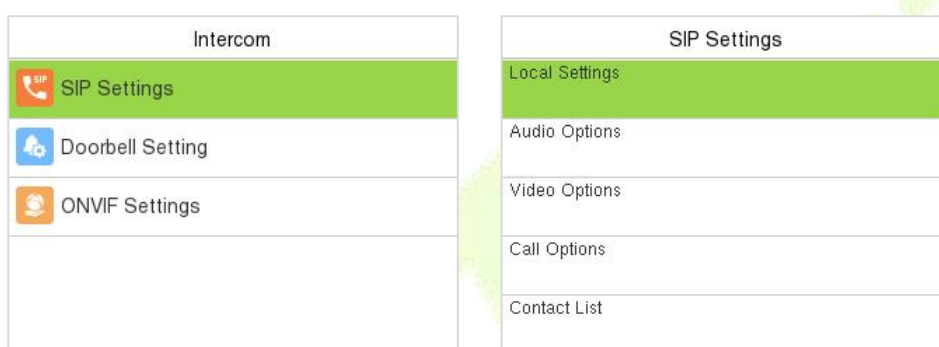 Intercom
SIP
SIP Settings
Doorbell Setting
ONVIF Settings
SIP Settings
Local Settings
Audio Options
Video Options
Call Options
Contact List